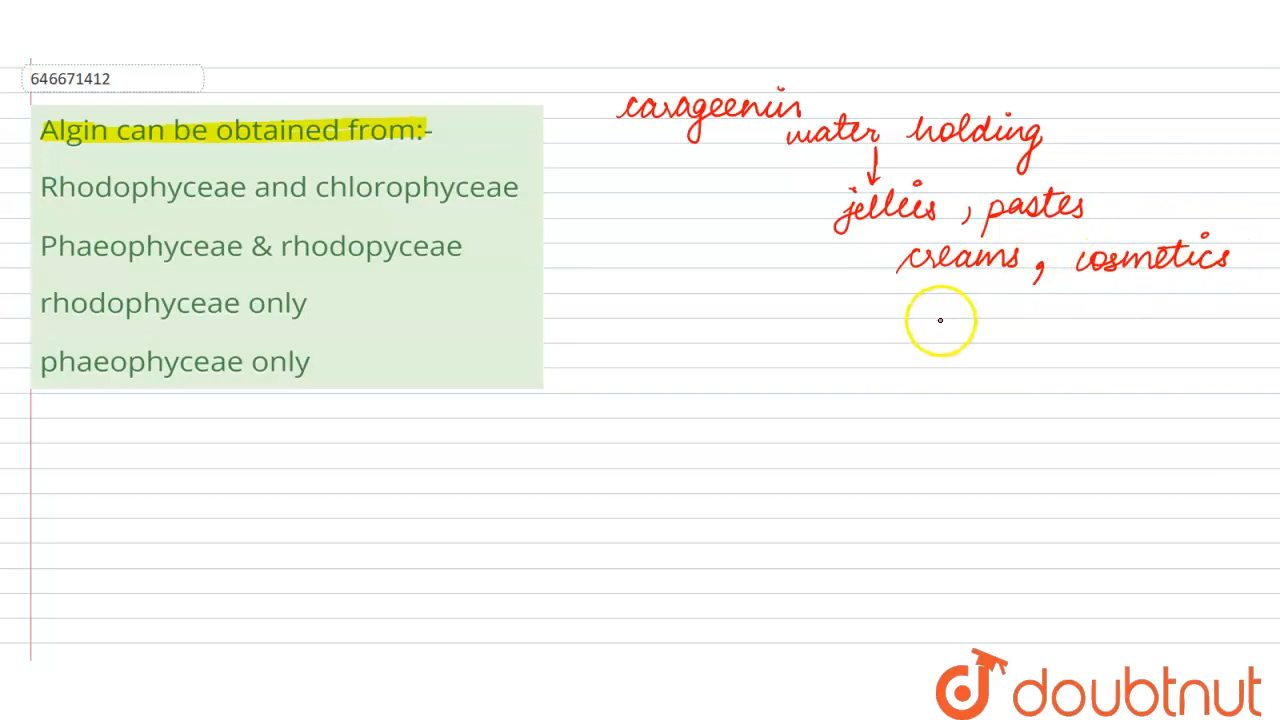 646671412
Algin can be obtained from:-
Rhodophyceae and chlorophyceae
Phaeophyceae & rhodopyceae
rhodophyceae only
phaeophyceae only
carageenin
water holding
jellies, pastes
creams, cosmetics
doubtnut